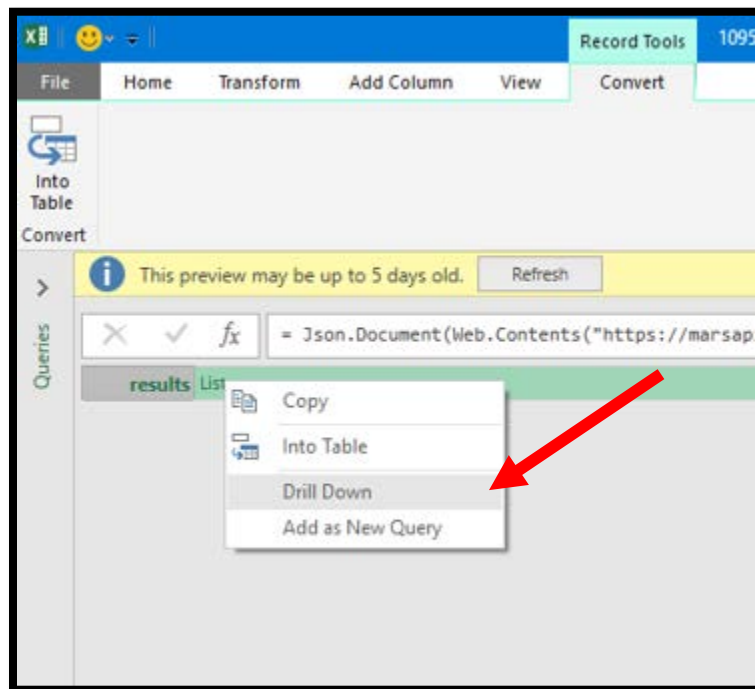 Record Tools 1095
File Home Transform Add Column View Convert
Into
Table
Convert
This preview may be up to 5 days old. Refresh
fx = Json.Document(Web.Contents("https://marsap
Queries
results List
Copy
Into Table
Drill Down
Add as New Query